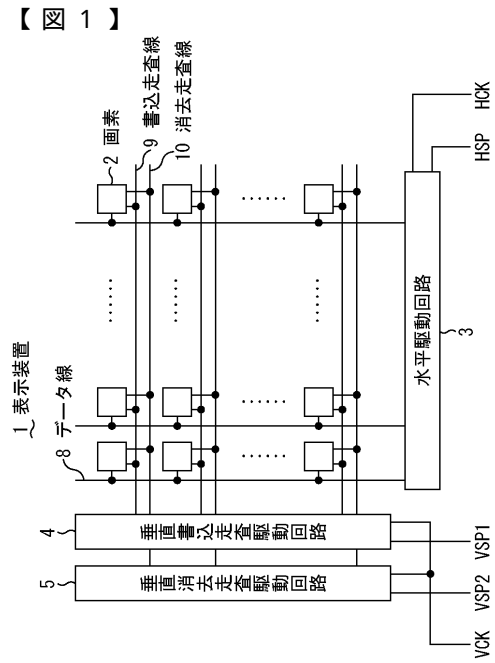 【図1】
1 表示装置
8 データ線
2 画素
9 書込走査線
10 消去走査線
4
垂直書込走査駆動回路
5
垂直消去走査駆動回路
水平駆動回路
3
HCK
HSP
VSP1
VSP2
VCK